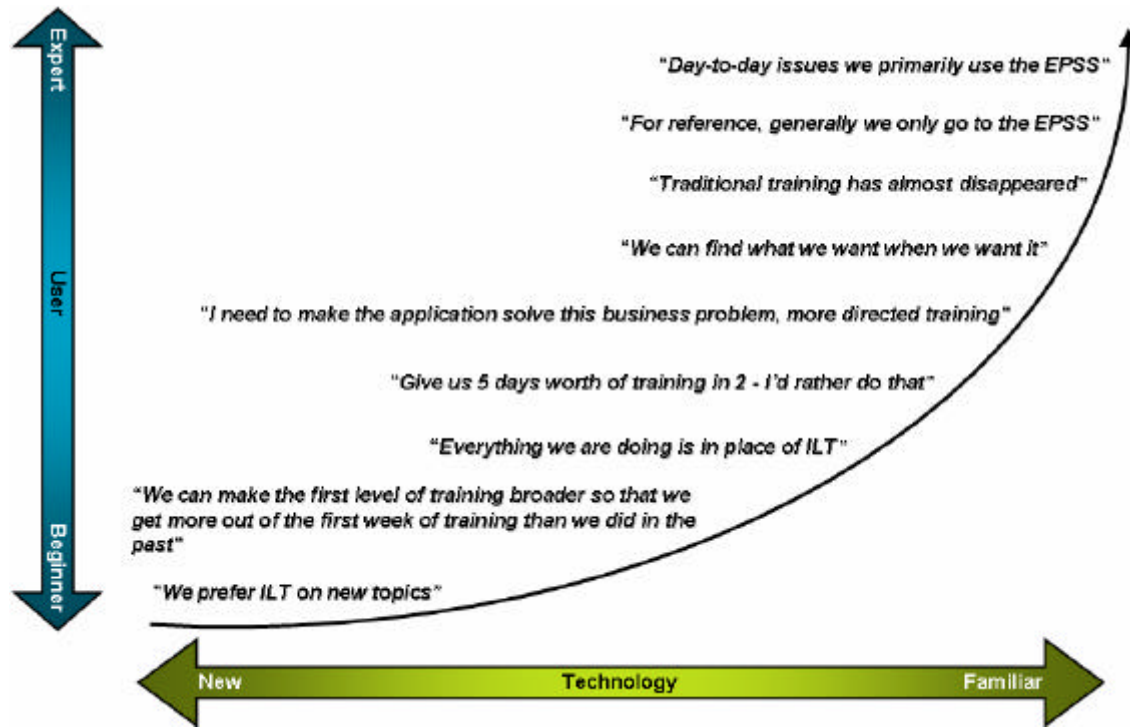 Expert
User
Beginner
"Day-to-day issues we primarily use the EPSS"
"For reference, generally we only go to the EPSS"
"Traditional training has almost disappeared"
"We can find what we want when we want it"
"I need to make the application solve this business problem, more directed training"
"Give us 5 days worth of training in 2 - I'd rather do that"
"Everything we are doing is in place of ILT"
"We can make the first level of training broader so that we
get more out of the first week of training than we did in the
past"
"We prefer ILT on new topics"
New Technology Familiar